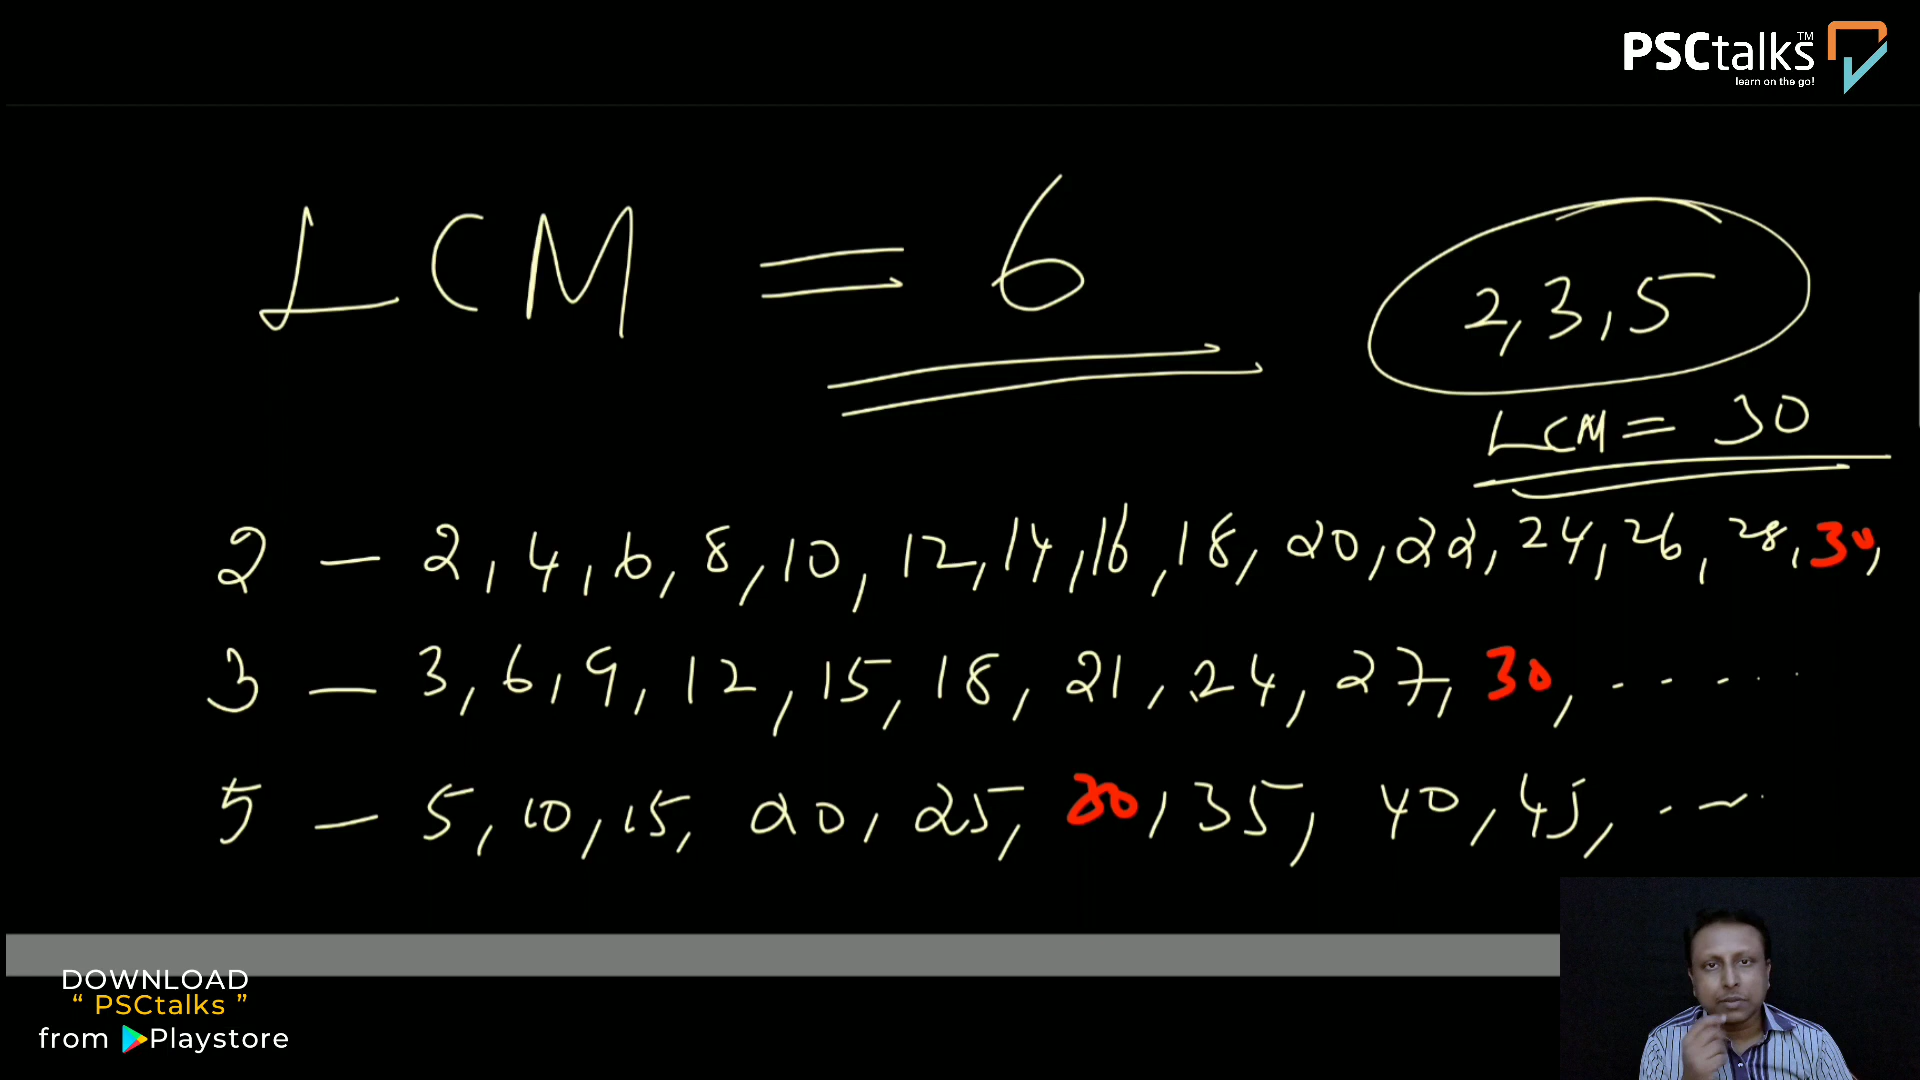 PSCtalks™
learn on the go!
LCM = 6
2, 3, 5
LCM = 30
2 — 2, 4, 6, 8, 10, 12, 14, 16, 18, 20, 22, 24, 26, 28, 30,
3 — 3, 6, 9, 12, 15, 18, 21, 24, 27, 30, .....
5 — 5, 10, 15, 20, 25, 30, 35, 40, 45, ...
DOWNLOAD
“ PSCtalks ”
from Playstore